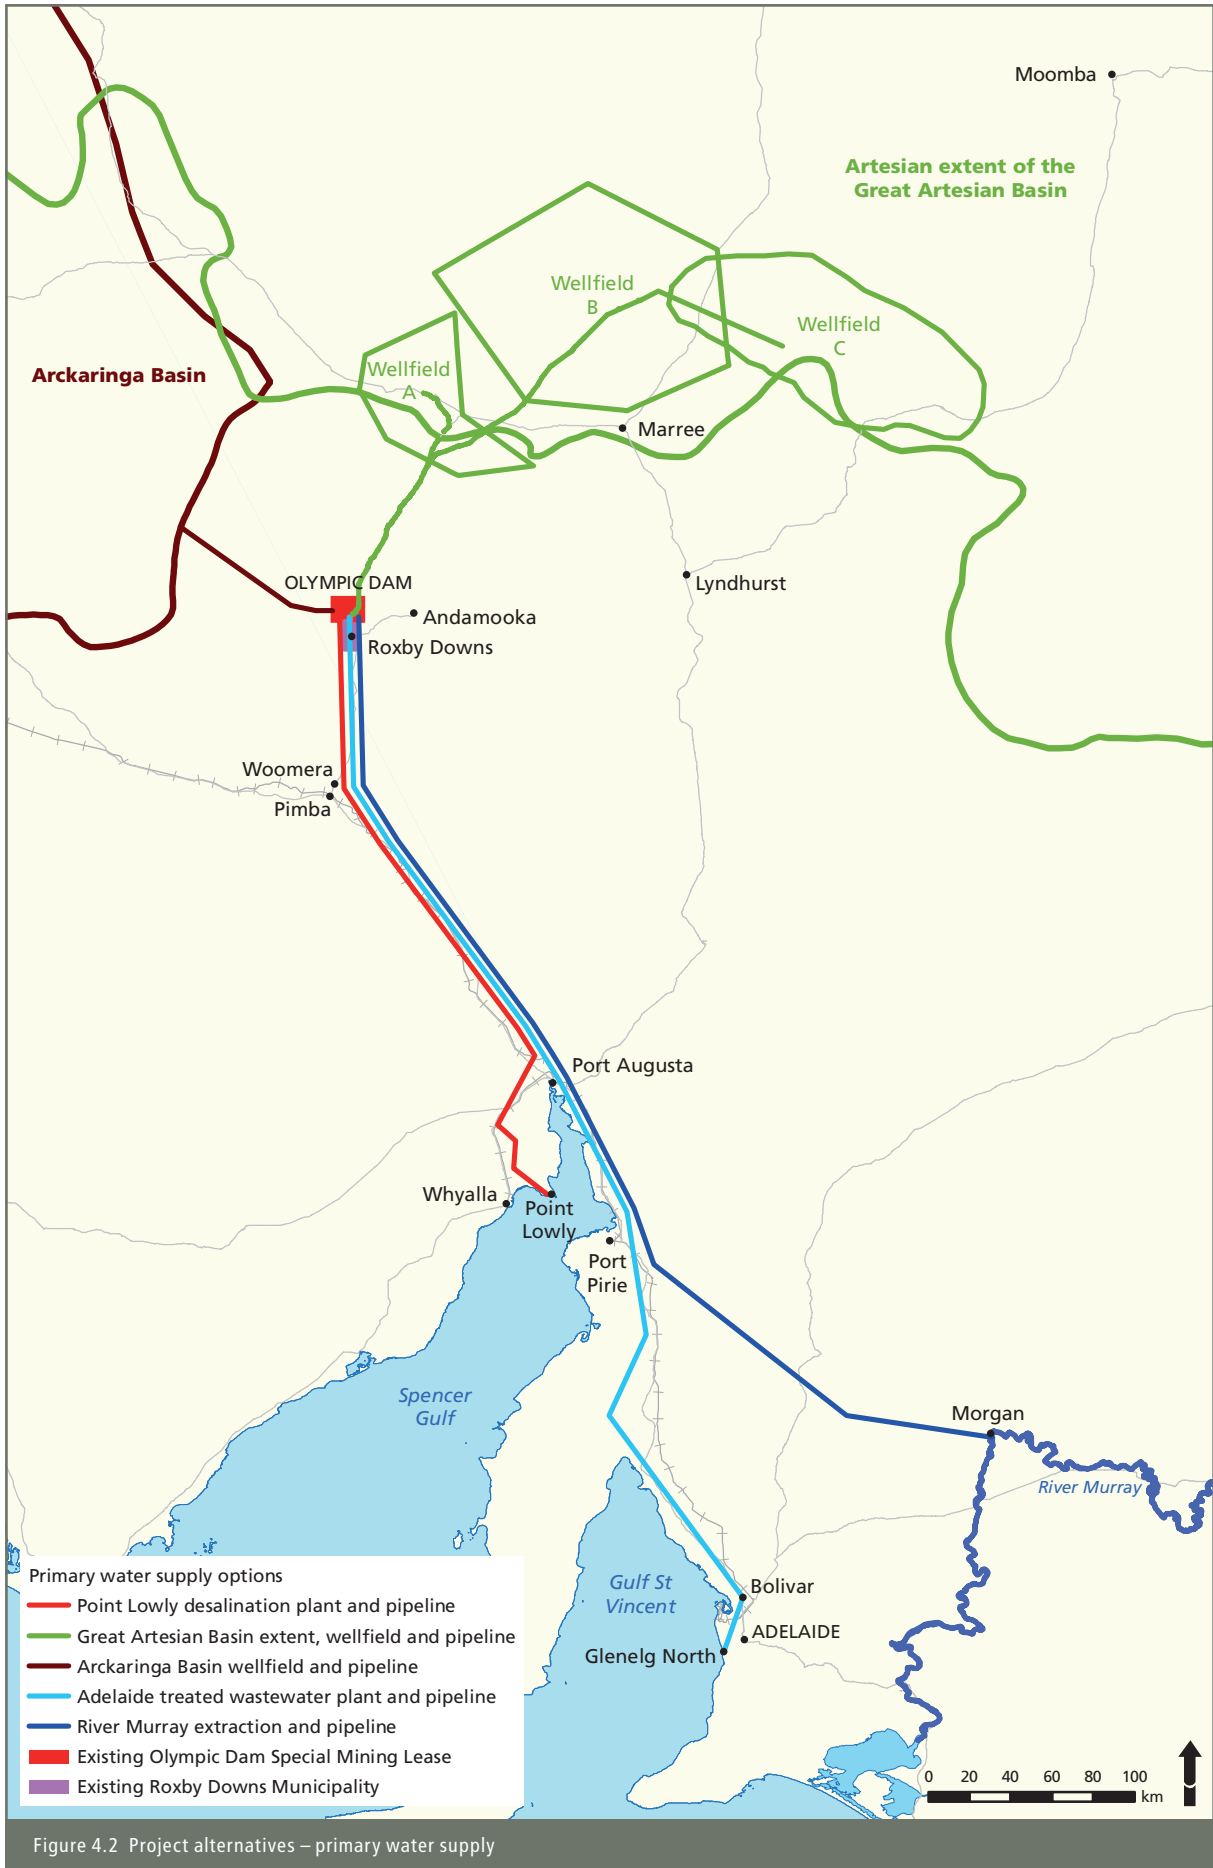 Moomba
Artesian extent of the
Great Artesian Basin
Wellfield
B
Wellfield
C
Wellfield
A
Arckaringa Basin
Marree
OLYMPIC DAM
Lyndhurst
Andamooka
Roxby Downs
Woomera
Pimba
Port Augusta
Whyalla
Point
Lowly
Port
Pirie
Spencer
Gulf
Morgan
River Murray
Gulf St
Vincent
Bolivar
ADELAIDE
Glenelg North
Primary water supply options
Point Lowly desalination plant and pipeline
Great Artesian Basin extent, wellfield and pipeline
Arckaringa Basin wellfield and pipeline
Adelaide treated wastewater plant and pipeline
River Murray extraction and pipeline
Existing Olympic Dam Special Mining Lease
Existing Roxby Downs Municipality
0 20 40 60 80 100
km
Figure 4.2 Project alternatives – primary water supply